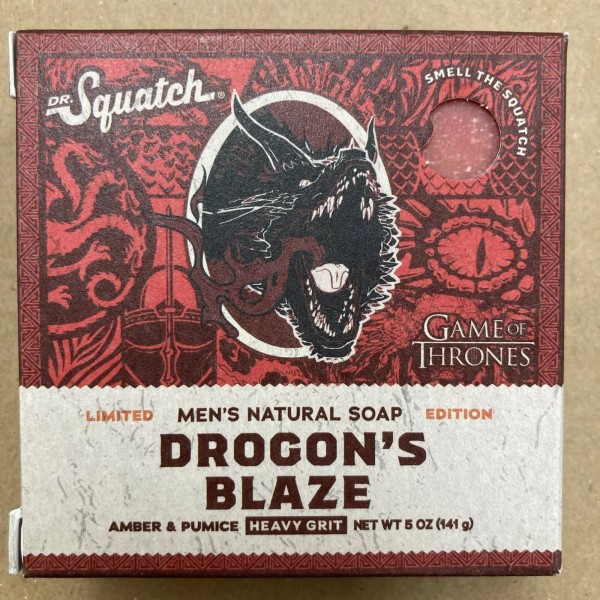 DR. Squatch®
SMELL THE SQUATCH
GAME OF
THRONES
LIMITED MEN'S NATURAL SOAP EDITION
DROGON'S
BLAZE
AMBER & PUMICE HEAVY GRIT NET WT 5 OZ (141 g)